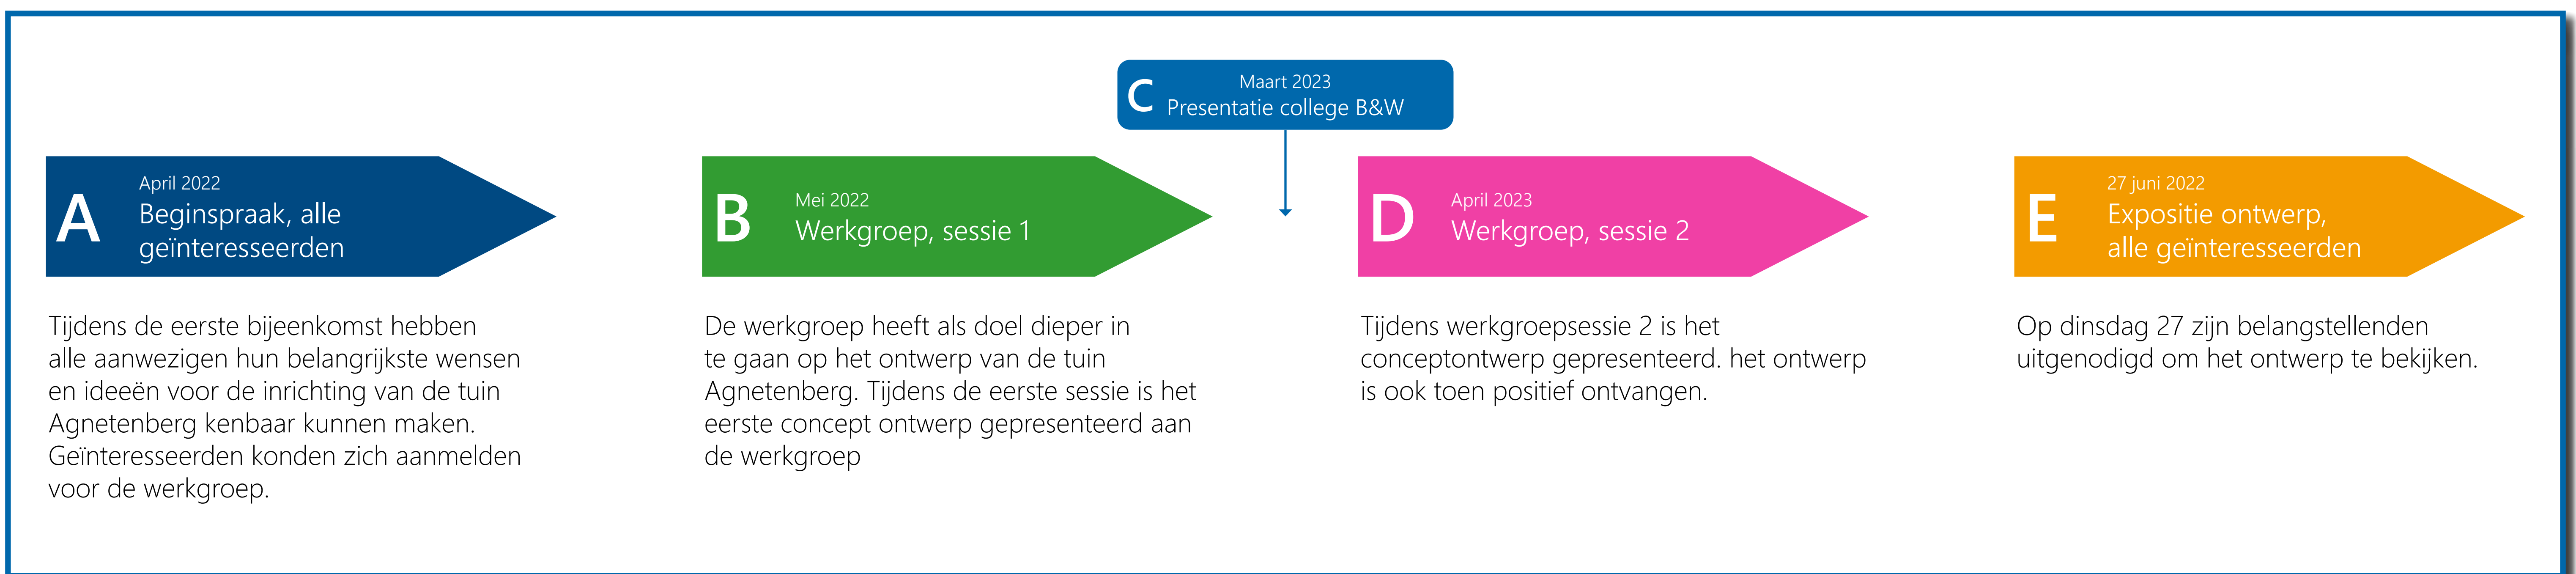 A
April 2022
Beginspraak, alle
geïnteresseerden
Tijdens de eerste bijeenkomst hebben
alle aanwezigen hun belangrijkste wensen
en ideeën voor de inrichting van de tuin
Agnetenberg kenbaar kunnen maken.
Geïnteresseerden konden zich aanmelden
voor de werkgroep.
B
Mei 2022
Werkgroep, sessie 1
De werkgroep heeft als doel dieper in
te gaan op het ontwerp van de tuin
Agnetenberg. Tijdens de eerste sessie is het
eerste concept ontwerp gepresenteerd aan
de werkgroep
C
Maart 2023
Presentatie college B&W
D
April 2023
Werkgroep, sessie 2
Tijdens werkgroepsessie 2 is het
conceptontwerp gepresenteerd. het ontwerp
is ook toen positief ontvangen.
E
27 juni 2022
Expositie ontwerp,
alle geïnteresseerden
Op dinsdag 27 zijn belangstellenden
uitgenodigd om het ontwerp te bekijken.